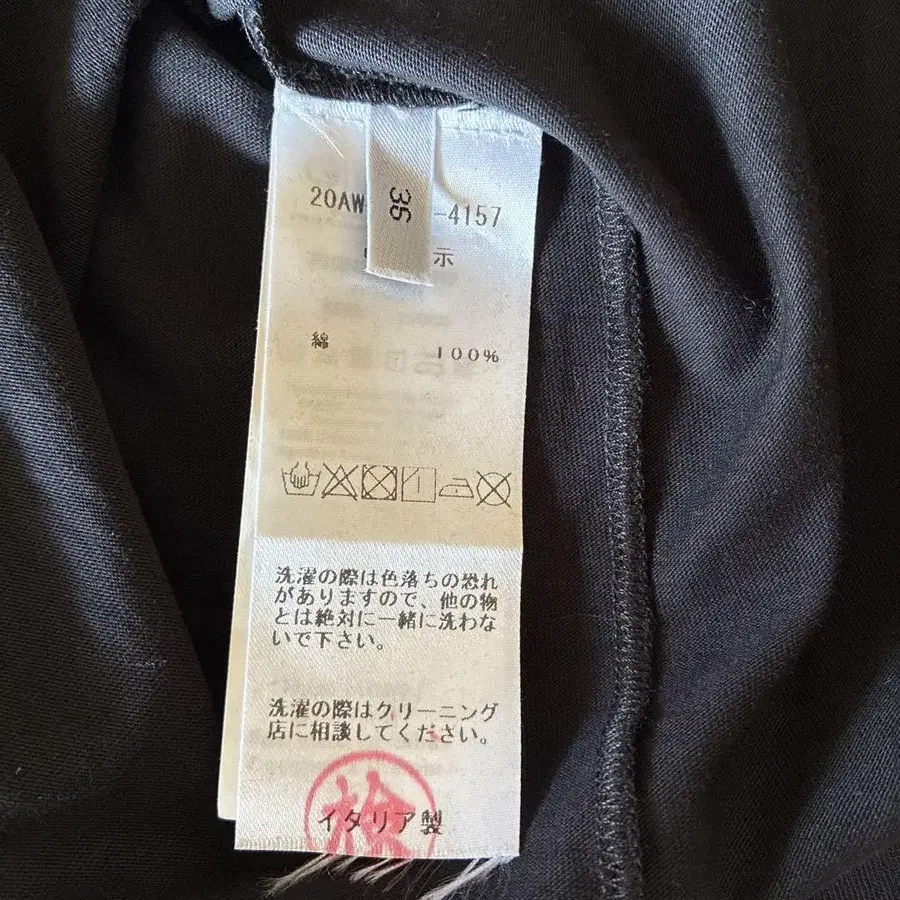 36
20AW -4157
示
綿 100%
洗濯の際は色落ちの恐れ
がありますので、他の物
とは絶対に一緒に洗わな
いで下さい。
洗濯の際はクリーニング
店に相談してください。
検
イタリア製